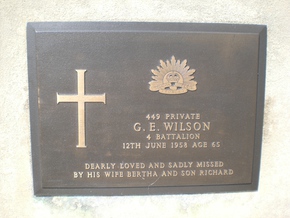 449 PRIVATE
G. E. WILSON
4 BATTALION
12TH JUNE 1958 AGE 65
DEARLY LOVED AND SADLY MISSED
BY HIS WIFE BERTHA AND SON RICHARD